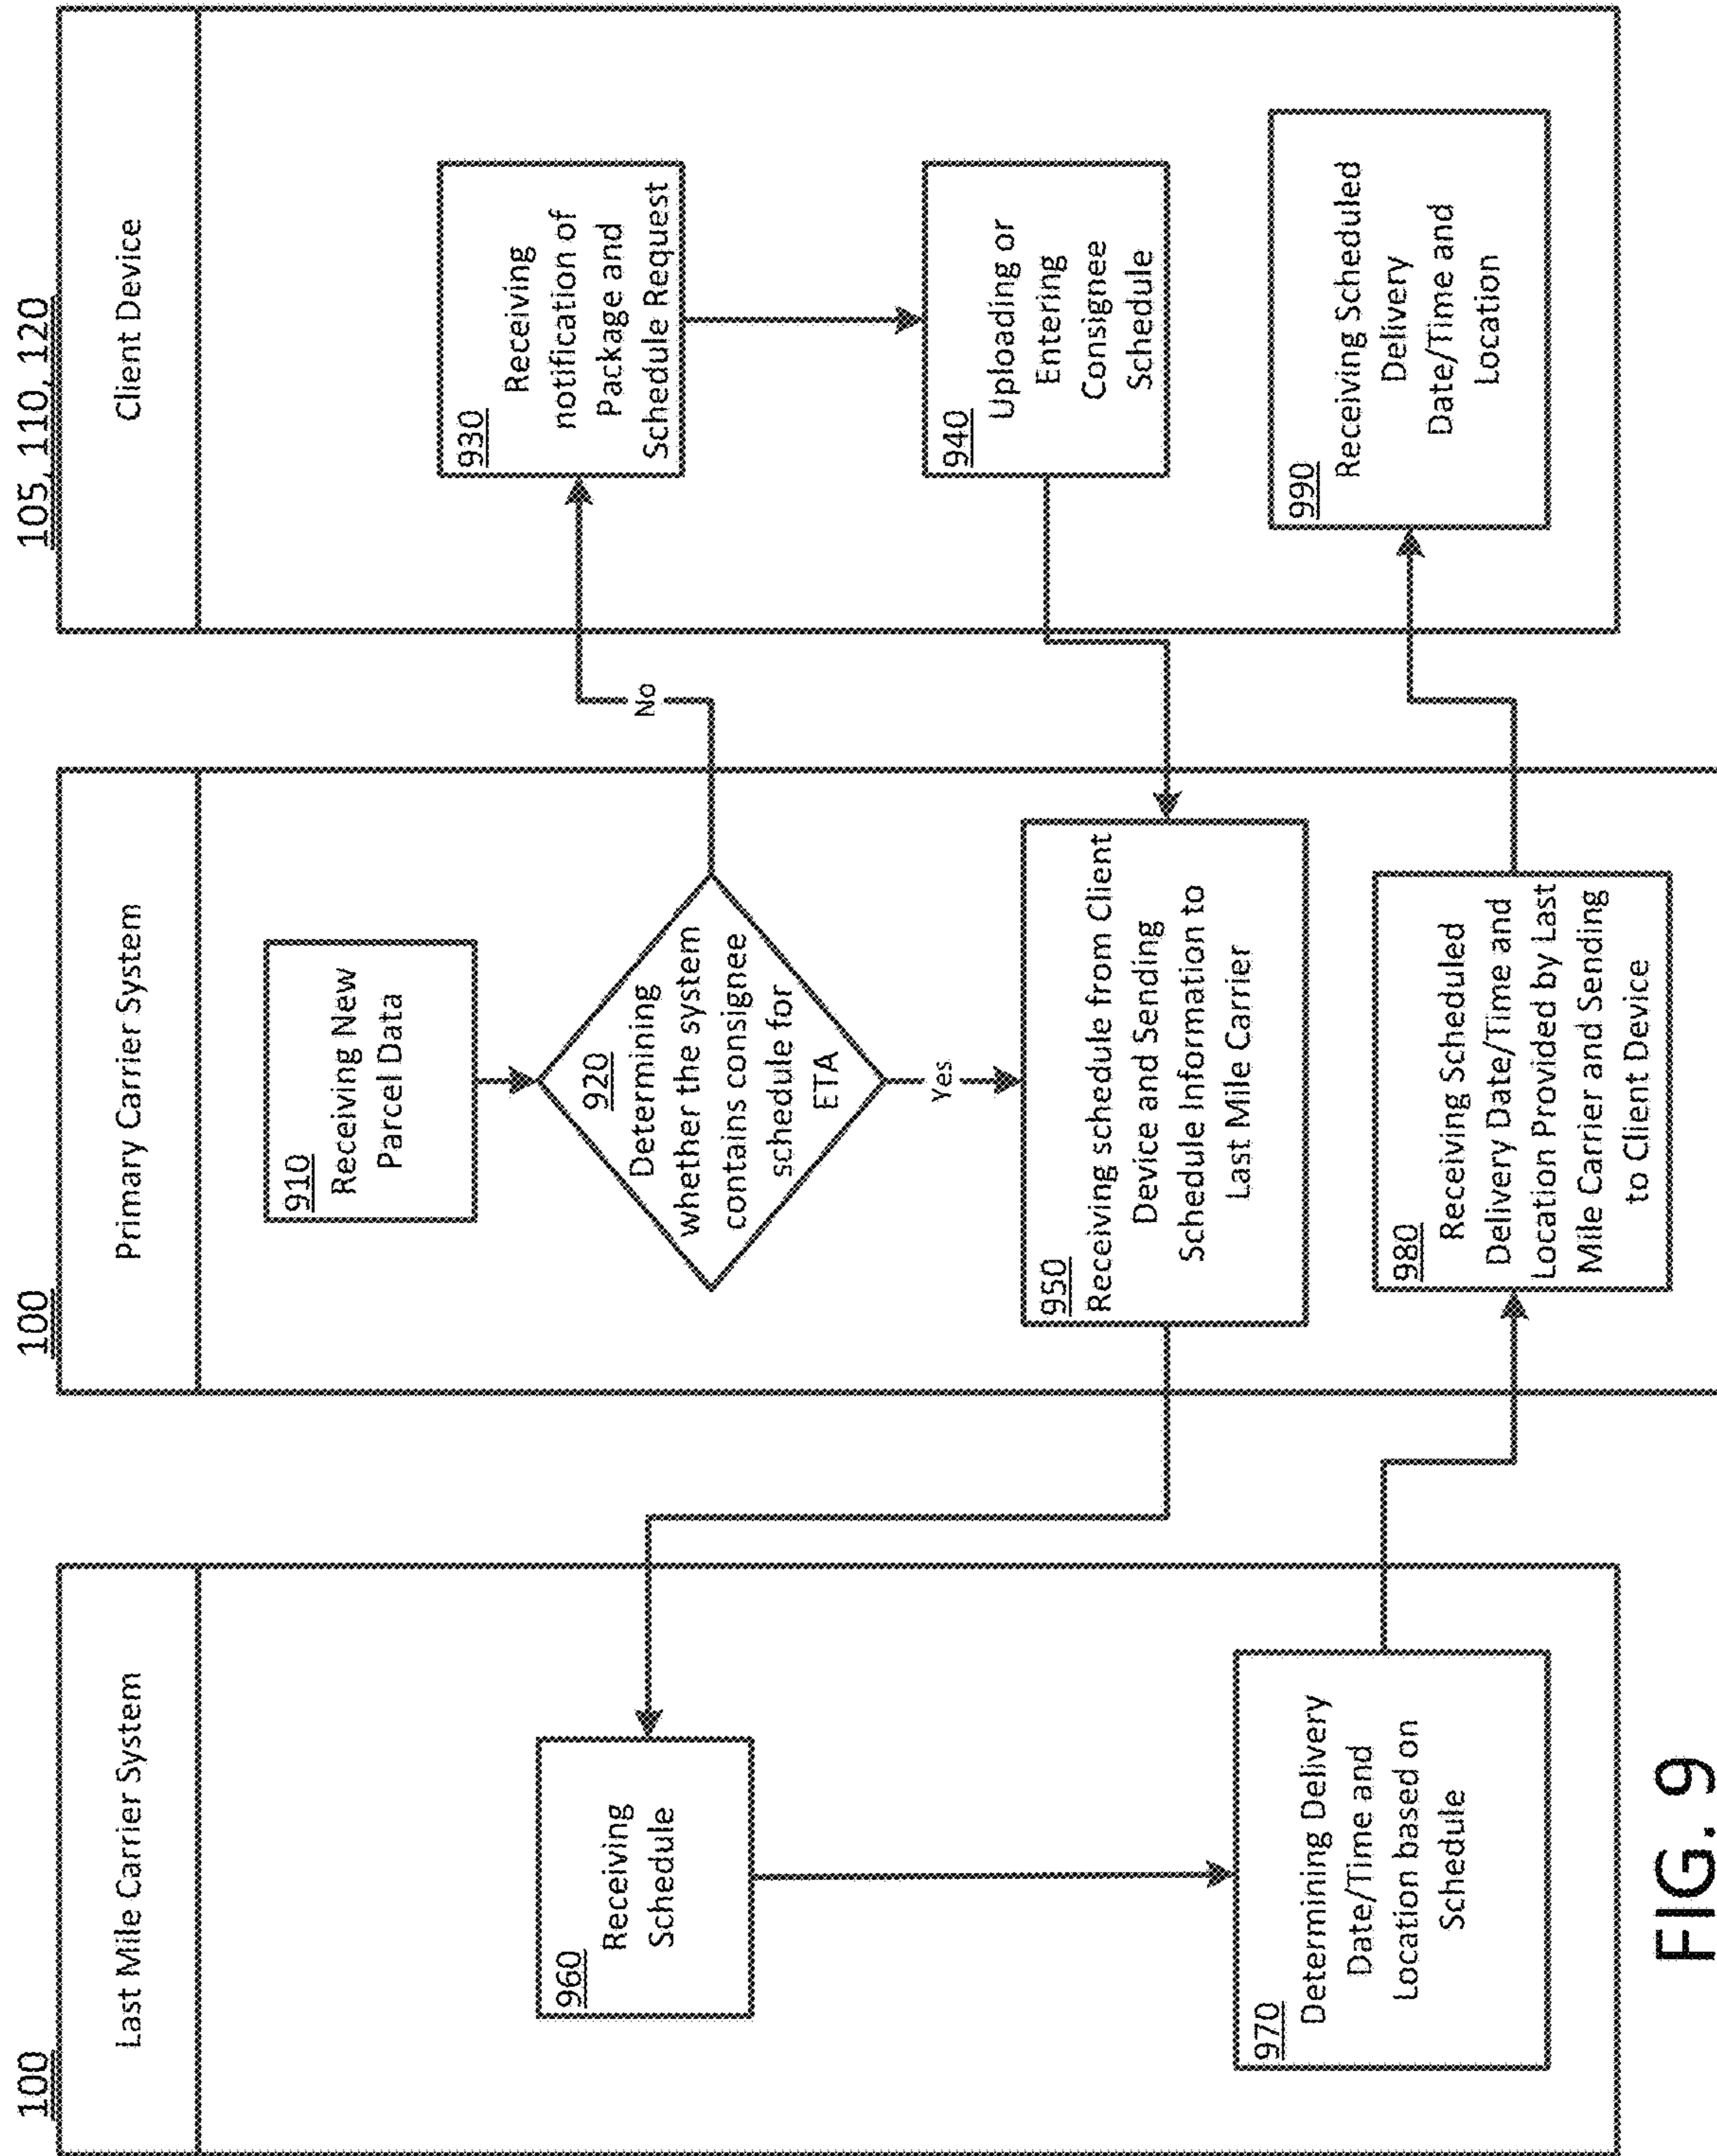 100
Last Mile Carrier System
960
Receiving
Schedule
970
Determining Delivery
Date/Time and
Location based on
Schedule
100
Primary Carrier System
910
Receiving New
Parcel Data
920
Determining
whether the system
contains consignee
schedule for
ETA
Yes
No
950
Receiving schedule from Client
Device and Sending
Schedule Information to
Last Mile Carrier
980
Receiving Scheduled
Delivery Date/Time and
Location Provided by Last
Mile Carrier and Sending
to Client Device
105, 110, 120
Client Device
930
Receiving
notification of
Package and
Schedule Request
940
Uploading or
Entering
Consignee
Schedule
990
Receiving Scheduled
Delivery
Date/Time and
Location
FIG. 9